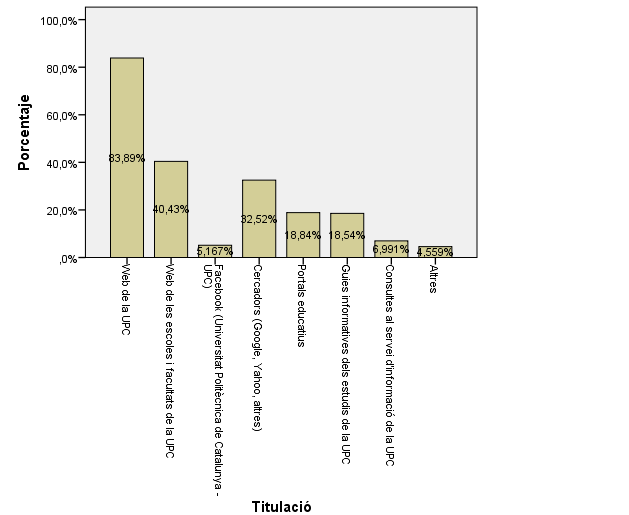 100,0%
80,0%
60,0%
40,0%
20,0%
,0%
Porcentaje
83,89%
40,43%
5,167%
32,52%
18,84%
18,54%
6,991%
4,559%
Web de la UPC
Web de les escoles i facultats de la UPC
Facebook (Universitat Politècnica de Catalunya -
UPC)
Cercadors (Google, Yahoo, altres)
Portals educatius
Guies informatives dels estudis de la UPC
Consultes al servei d'informació de la UPC
Altres
Titulació